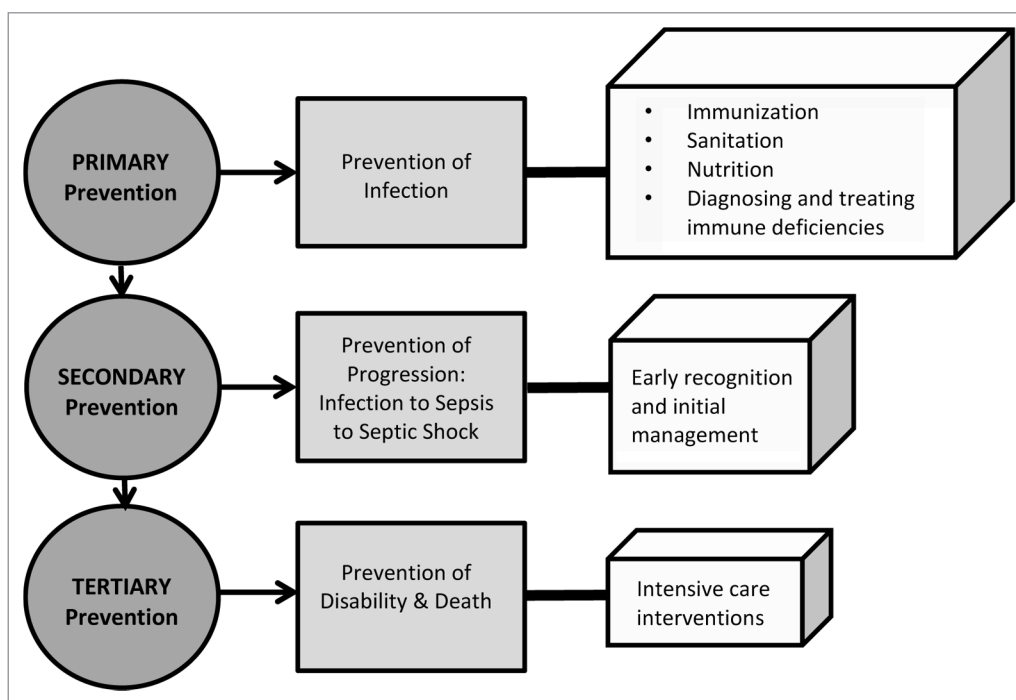 PRIMARY
Prevention
Prevention of
Infection
• Immunization
• Sanitation
• Nutrition
• Diagnosing and treating
immune deficiencies
SECONDARY
Prevention
Prevention of
Progression:
Infection to Sepsis
to Septic Shock
Early recognition
and initial
management
TERTIARY
Prevention
Prevention of
Disability & Death
Intensive care
interventions